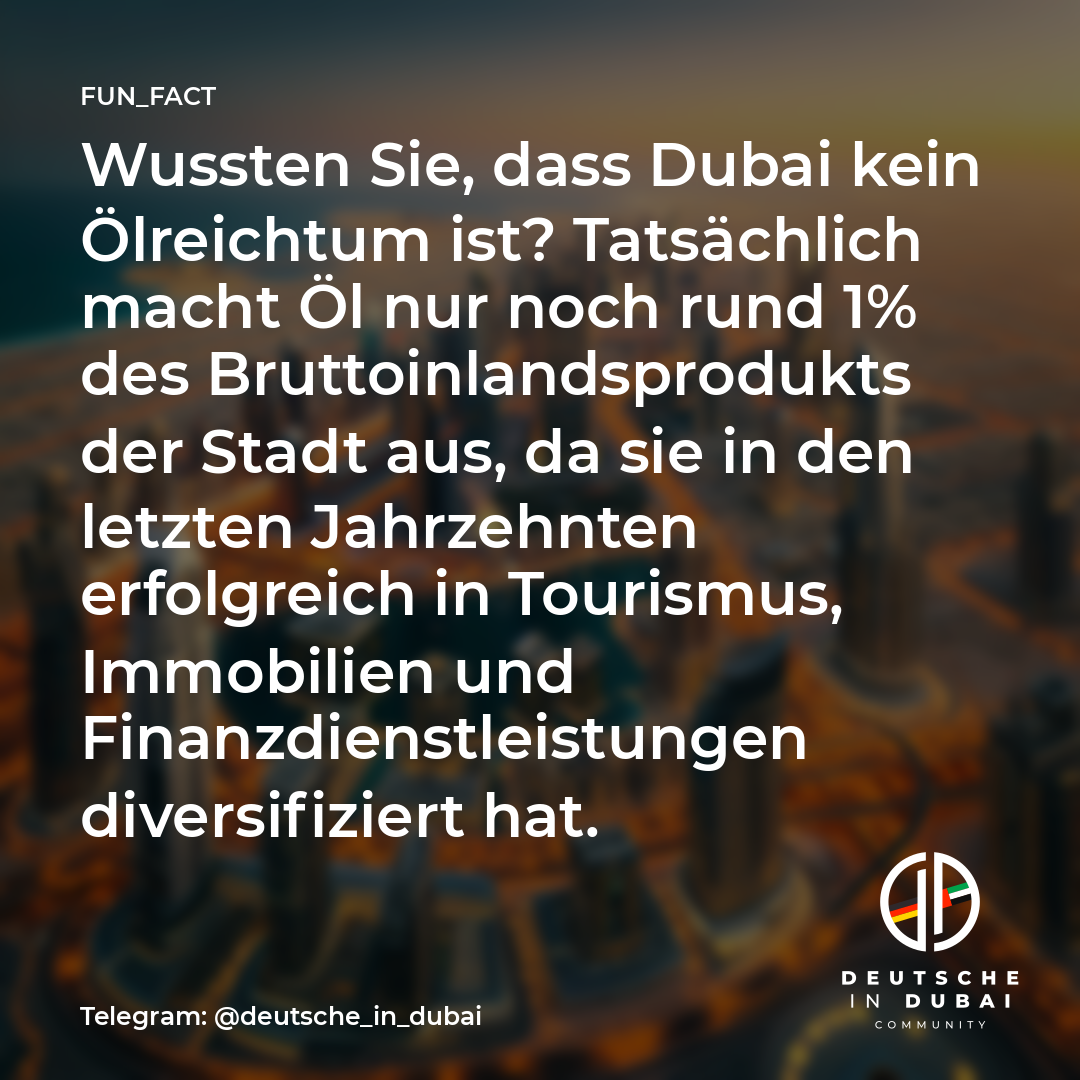 FUN_FACT
Wussten Sie, dass Dubai kein
Ölreichtum ist? Tatsächlich
macht Öl nur noch rund 1%
des Bruttoinlandsprodukts
der Stadt aus, da sie in den
letzten Jahrzehnten
erfolgreich in Tourismus,
Immobilien und
Finanzdienstleistungen
diversifiziert hat.
Telegram: @deutsche_in_dubai
DEUTSCHE
IN DUBAI
COMMUNITY